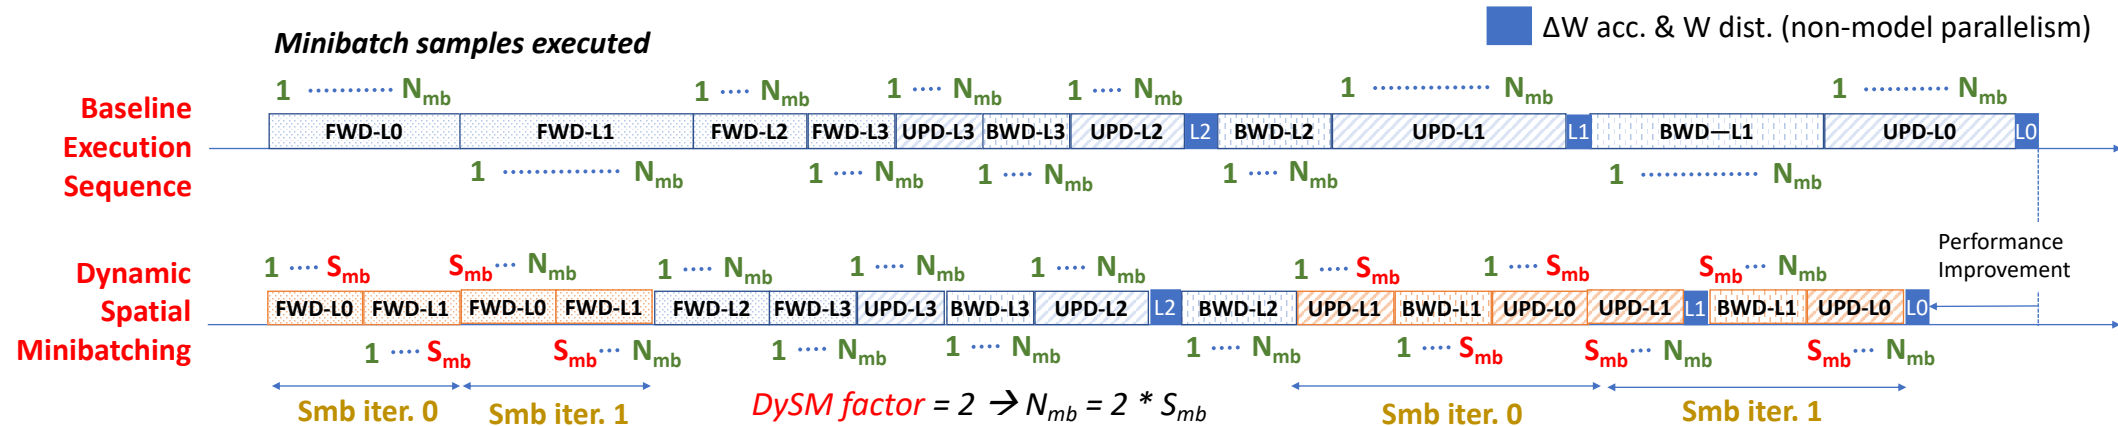 ΔW acc. & W dist. (non-model parallelism)
Minibatch samples executed
Baseline
Execution
Sequence
1 ·········· Nmb 1 ···· Nmb 1 ···· Nmb 1 ···· Nmb 1 ············· Nmb 1 ·········· Nmb
FWD-L0 FWD-L1 FWD-L2 FWD-L3 UPD-L3 BWD-L3 UPD-L2 L2 BWD-L2 UPD-L1 L1 BWD—L1 UPD-L0 L0
1 ············· Nmb 1 ···· Nmb 1 ···· Nmb 1 ···· Nmb 1 ············· Nmb
Performance
Improvement
Dynamic
Spatial
Minibatching
1 ···· Smb Smb ··· Nmb 1 ···· Nmb 1 ···· Nmb 1 ···· Nmb 1 ···· Smb 1 ···· Smb Smb ··· Nmb
FWD-L0 FWD-L1 FWD-L0 FWD-L1 FWD-L2 FWD-L3 UPD-L3 BWD-L3 UPD-L2 L2 BWD-L2 UPD-L1 BWD-L1 UPD-L0 UPD-L1 L1 BWD-L1 UPD-L0 L0
1 ···· Smb Smb ··· Nmb 1 ···· Nmb 1 ···· Nmb 1 ···· Nmb 1 ···· Smb Smb ··· Nmb Smb ··· Nmb
Smb iter. 0 Smb iter. 1 DySM factor = 2 → Nmb = 2 * Smb Smb iter. 0 Smb iter. 1